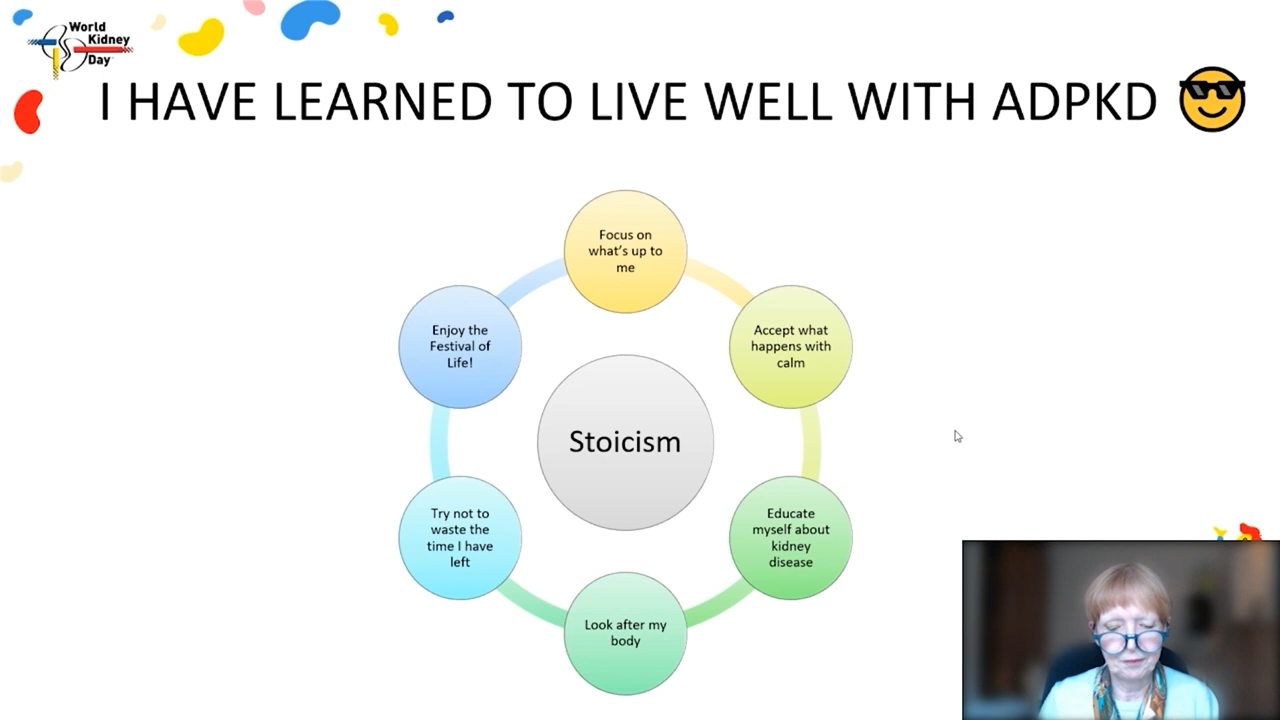 World
Kidney
Day
I HAVE LEARNED TO LIVE WELL WITH ADPKD
Focus on
what's up to
me
Accept what
happens with
calm
Educate
myself about
kidney
disease
Look after my
body
Try not to
waste the
time I have
left
Enjoy the
Festival of
Life!
Stoicism